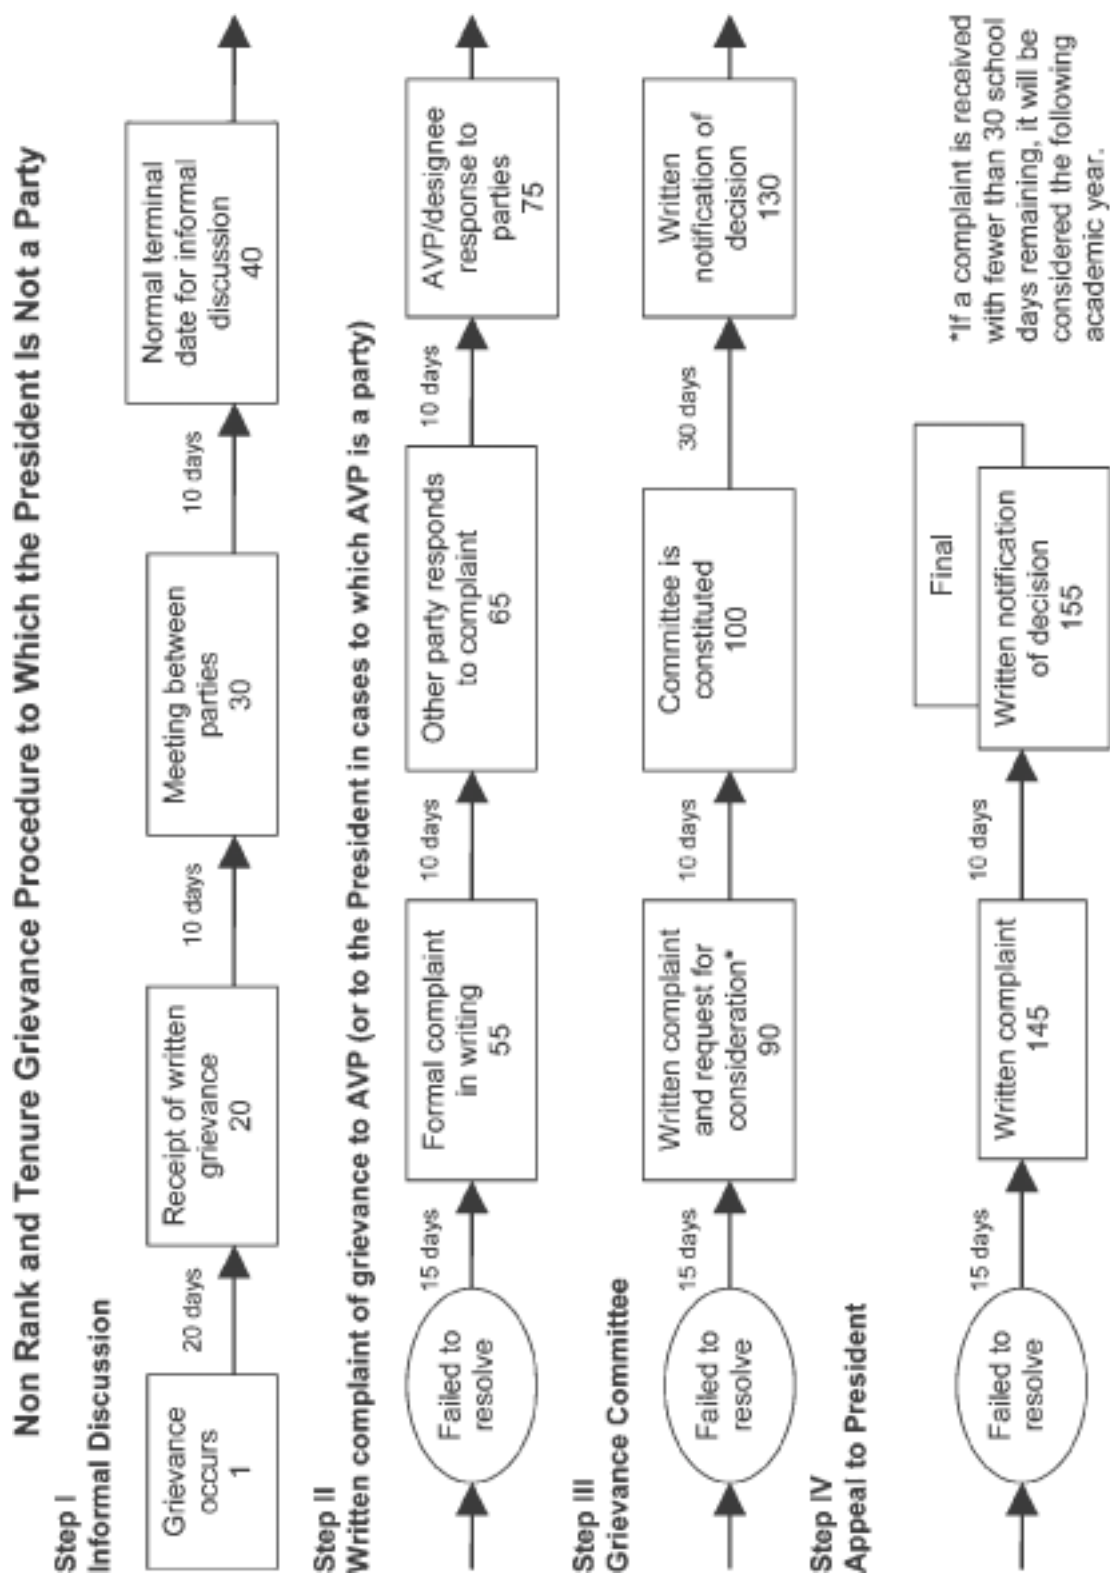 Non Rank and Tenure Grievance Procedure to Which the President Is Not a Party
Step I
Informal Discussion
Grievance
occurs
1
20 days
Receipt of written
grievance
20
10 days
Meeting between
parties
30
10 days
Normal terminal
date for informal
discussion
40
Step II
Written complaint of grievance to AVP (or to the President in cases to which AVP is a party)
Failed to
resolve
15 days
Formal complaint
in writing
55
10 days
Other party responds
to complaint
65
10 days
AVP/designee
response to
parties
75
Step III
Grievance Committee
Failed to
resolve
15 days
Written complaint
and request for
consideration*
90
10 days
Committee is
constituted
100
30 days
Written
notification of
decision
130
Step IV
Appeal to President
Failed to
resolve
15 days
Written complaint
145
10 days
Final
Written notification
of decision
155
*If a complaint is received
with fewer than 30 school
days remaining, it will be
considered the following
academic year.